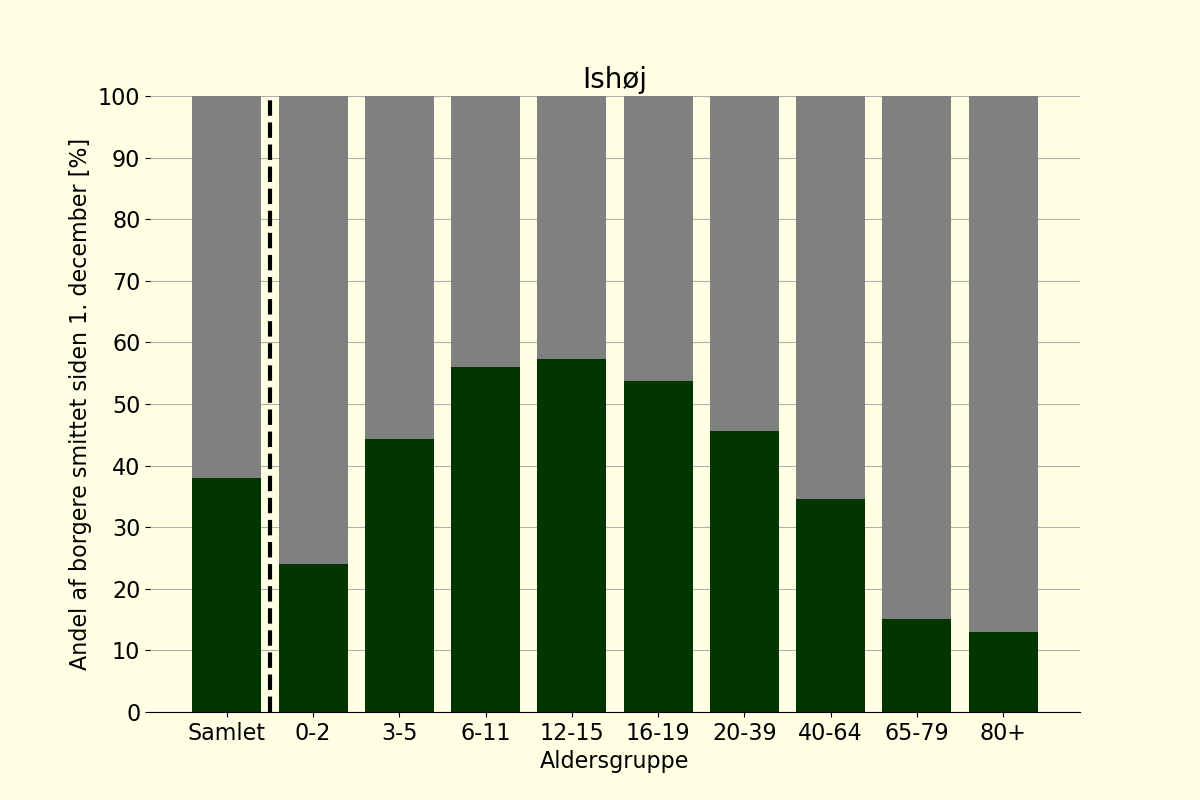 Ishøj
Andel af borgere smittet siden 1. december [%]
100
90
80
70
60
50
40
30
20
10
0
Samlet 0-2 3-5 6-11 12-15 16-19 20-39 40-64 65-79 80+
Aldersgruppe